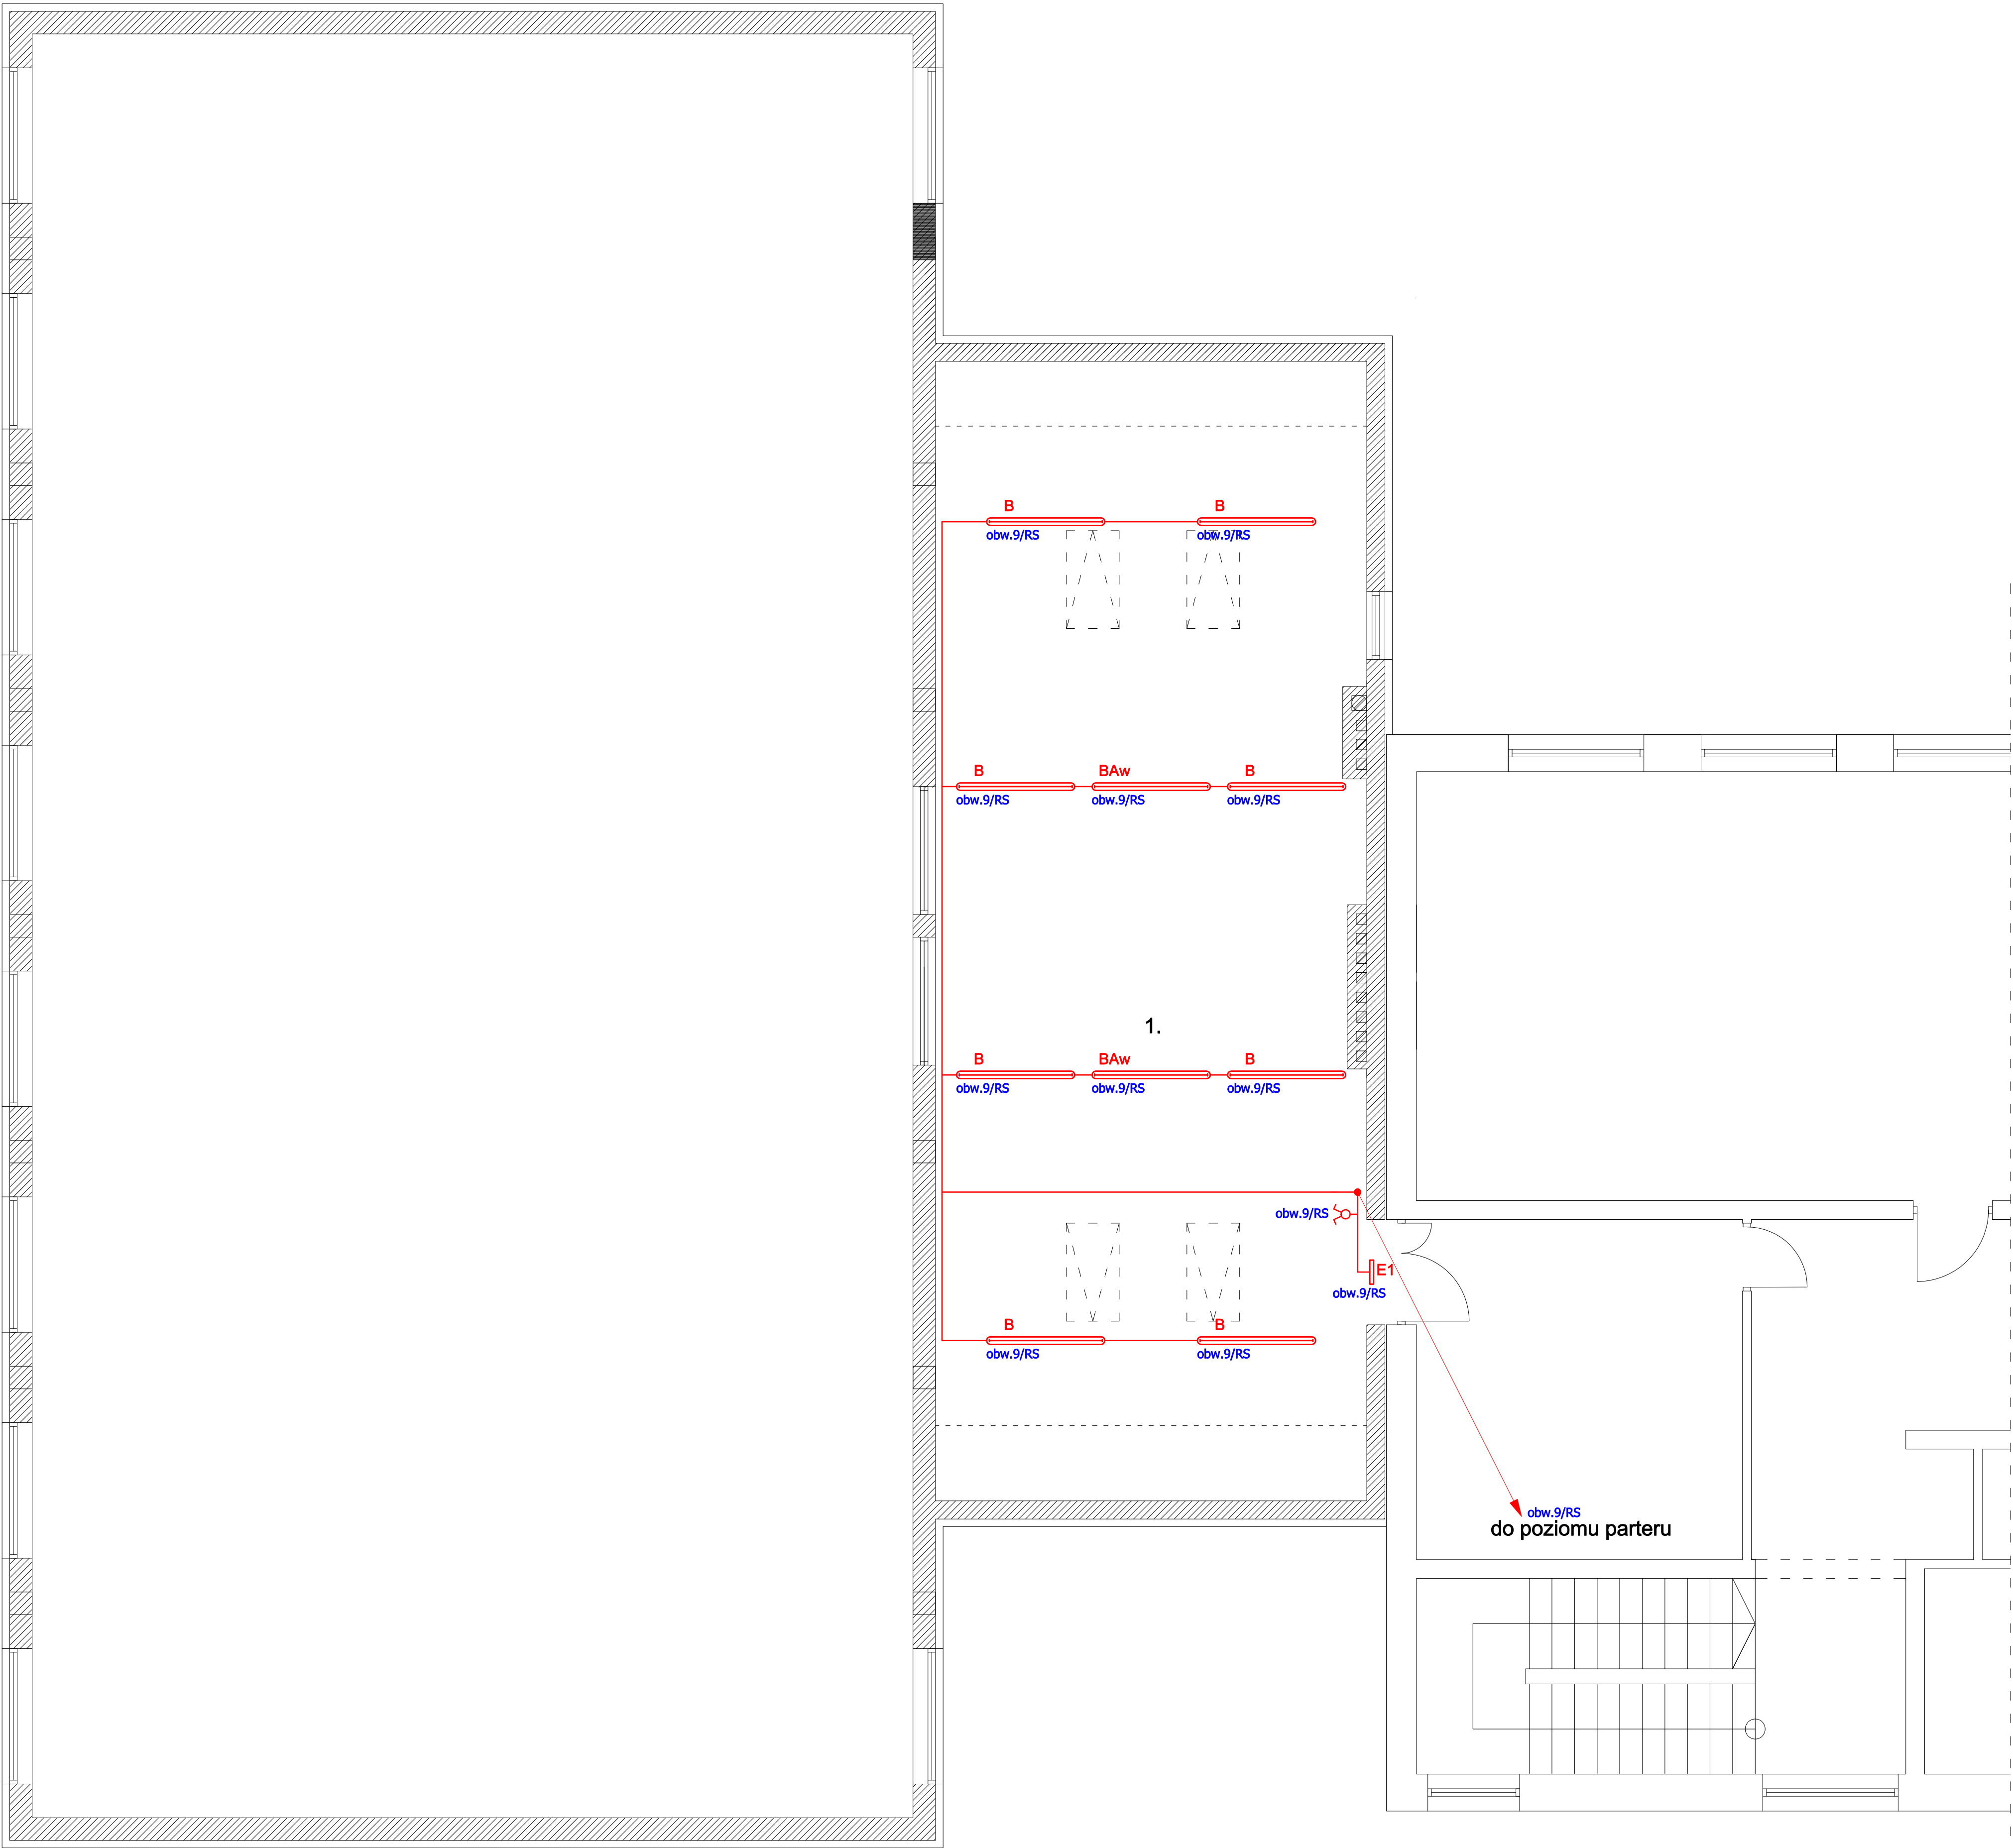 B B
obw.9/RS obw.9/RS
B BAw B
obw.9/RS obw.9/RS obw.9/RS
1.
B BAw B
obw.9/RS obw.9/RS obw.9/RS
obw.9/RS
E1
obw.9/RS
B B
obw.9/RS obw.9/RS
obw.9/RS
do poziomu parteru